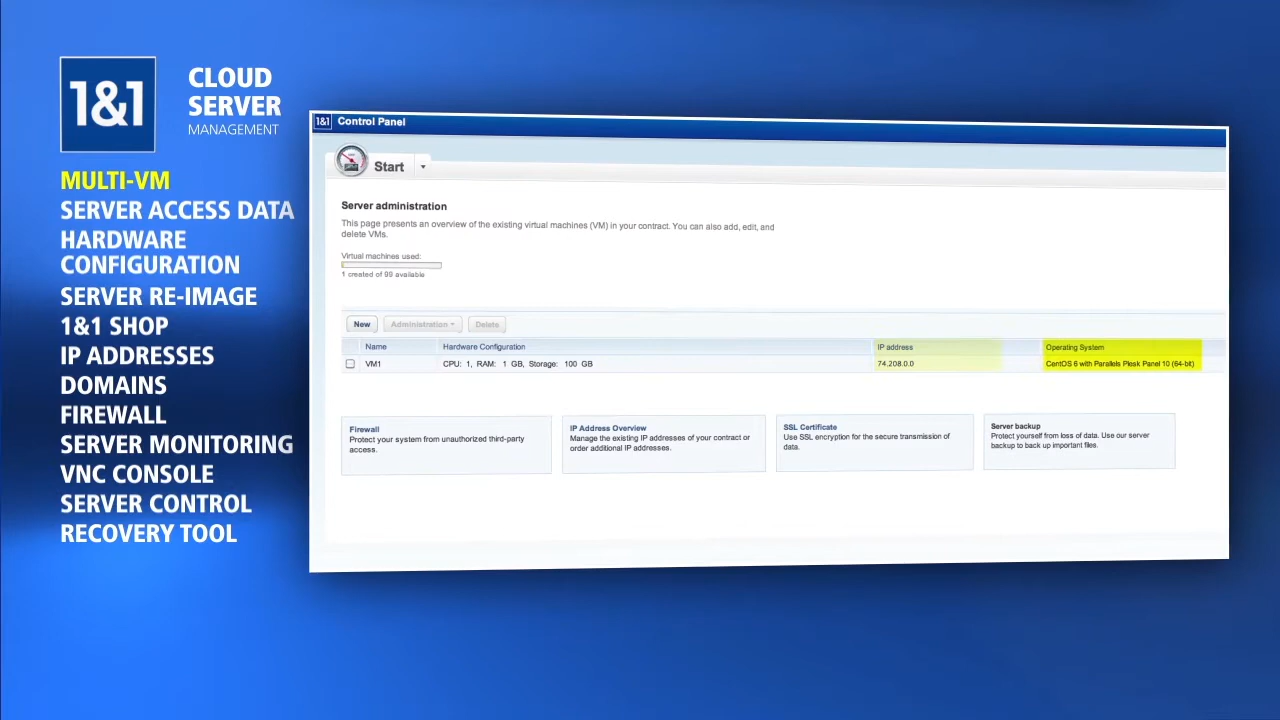 1&1
CLOUD
SERVER
MANAGEMENT
MULTI-VM
SERVER ACCESS DATA
HARDWARE
CONFIGURATION
SERVER RE-IMAGE
1&1 SHOP
IP ADDRESSES
DOMAINS
FIREWALL
SERVER MONITORING
VNC CONSOLE
SERVER CONTROL
RECOVERY TOOL
1&1 Control Panel
Start
Server administration
This page presents an overview of the existing virtual machines (VM) in your contract. You can also add, edit, and
delete VMs.
Virtual machines used:
1 created of 99 available
New Administration Delete
Name Hardware Configuration IP address Operating System
VM1 CPU: 1, RAM: 1 GB, Storage: 100 GB 74.208.0.0 CentOS 6 with Parallels Plesk Panel 10 (64-bit)
Firewall
Protect your system from unauthorized third-party
access.
IP Address Overview
Manage the existing IP addresses of your contract or
order additional IP addresses.
SSL Certificate
Use SSL encryption for the secure transmission of
data.
Server backup
Protect yourself from loss of data. Use our server
backup to back up important files.